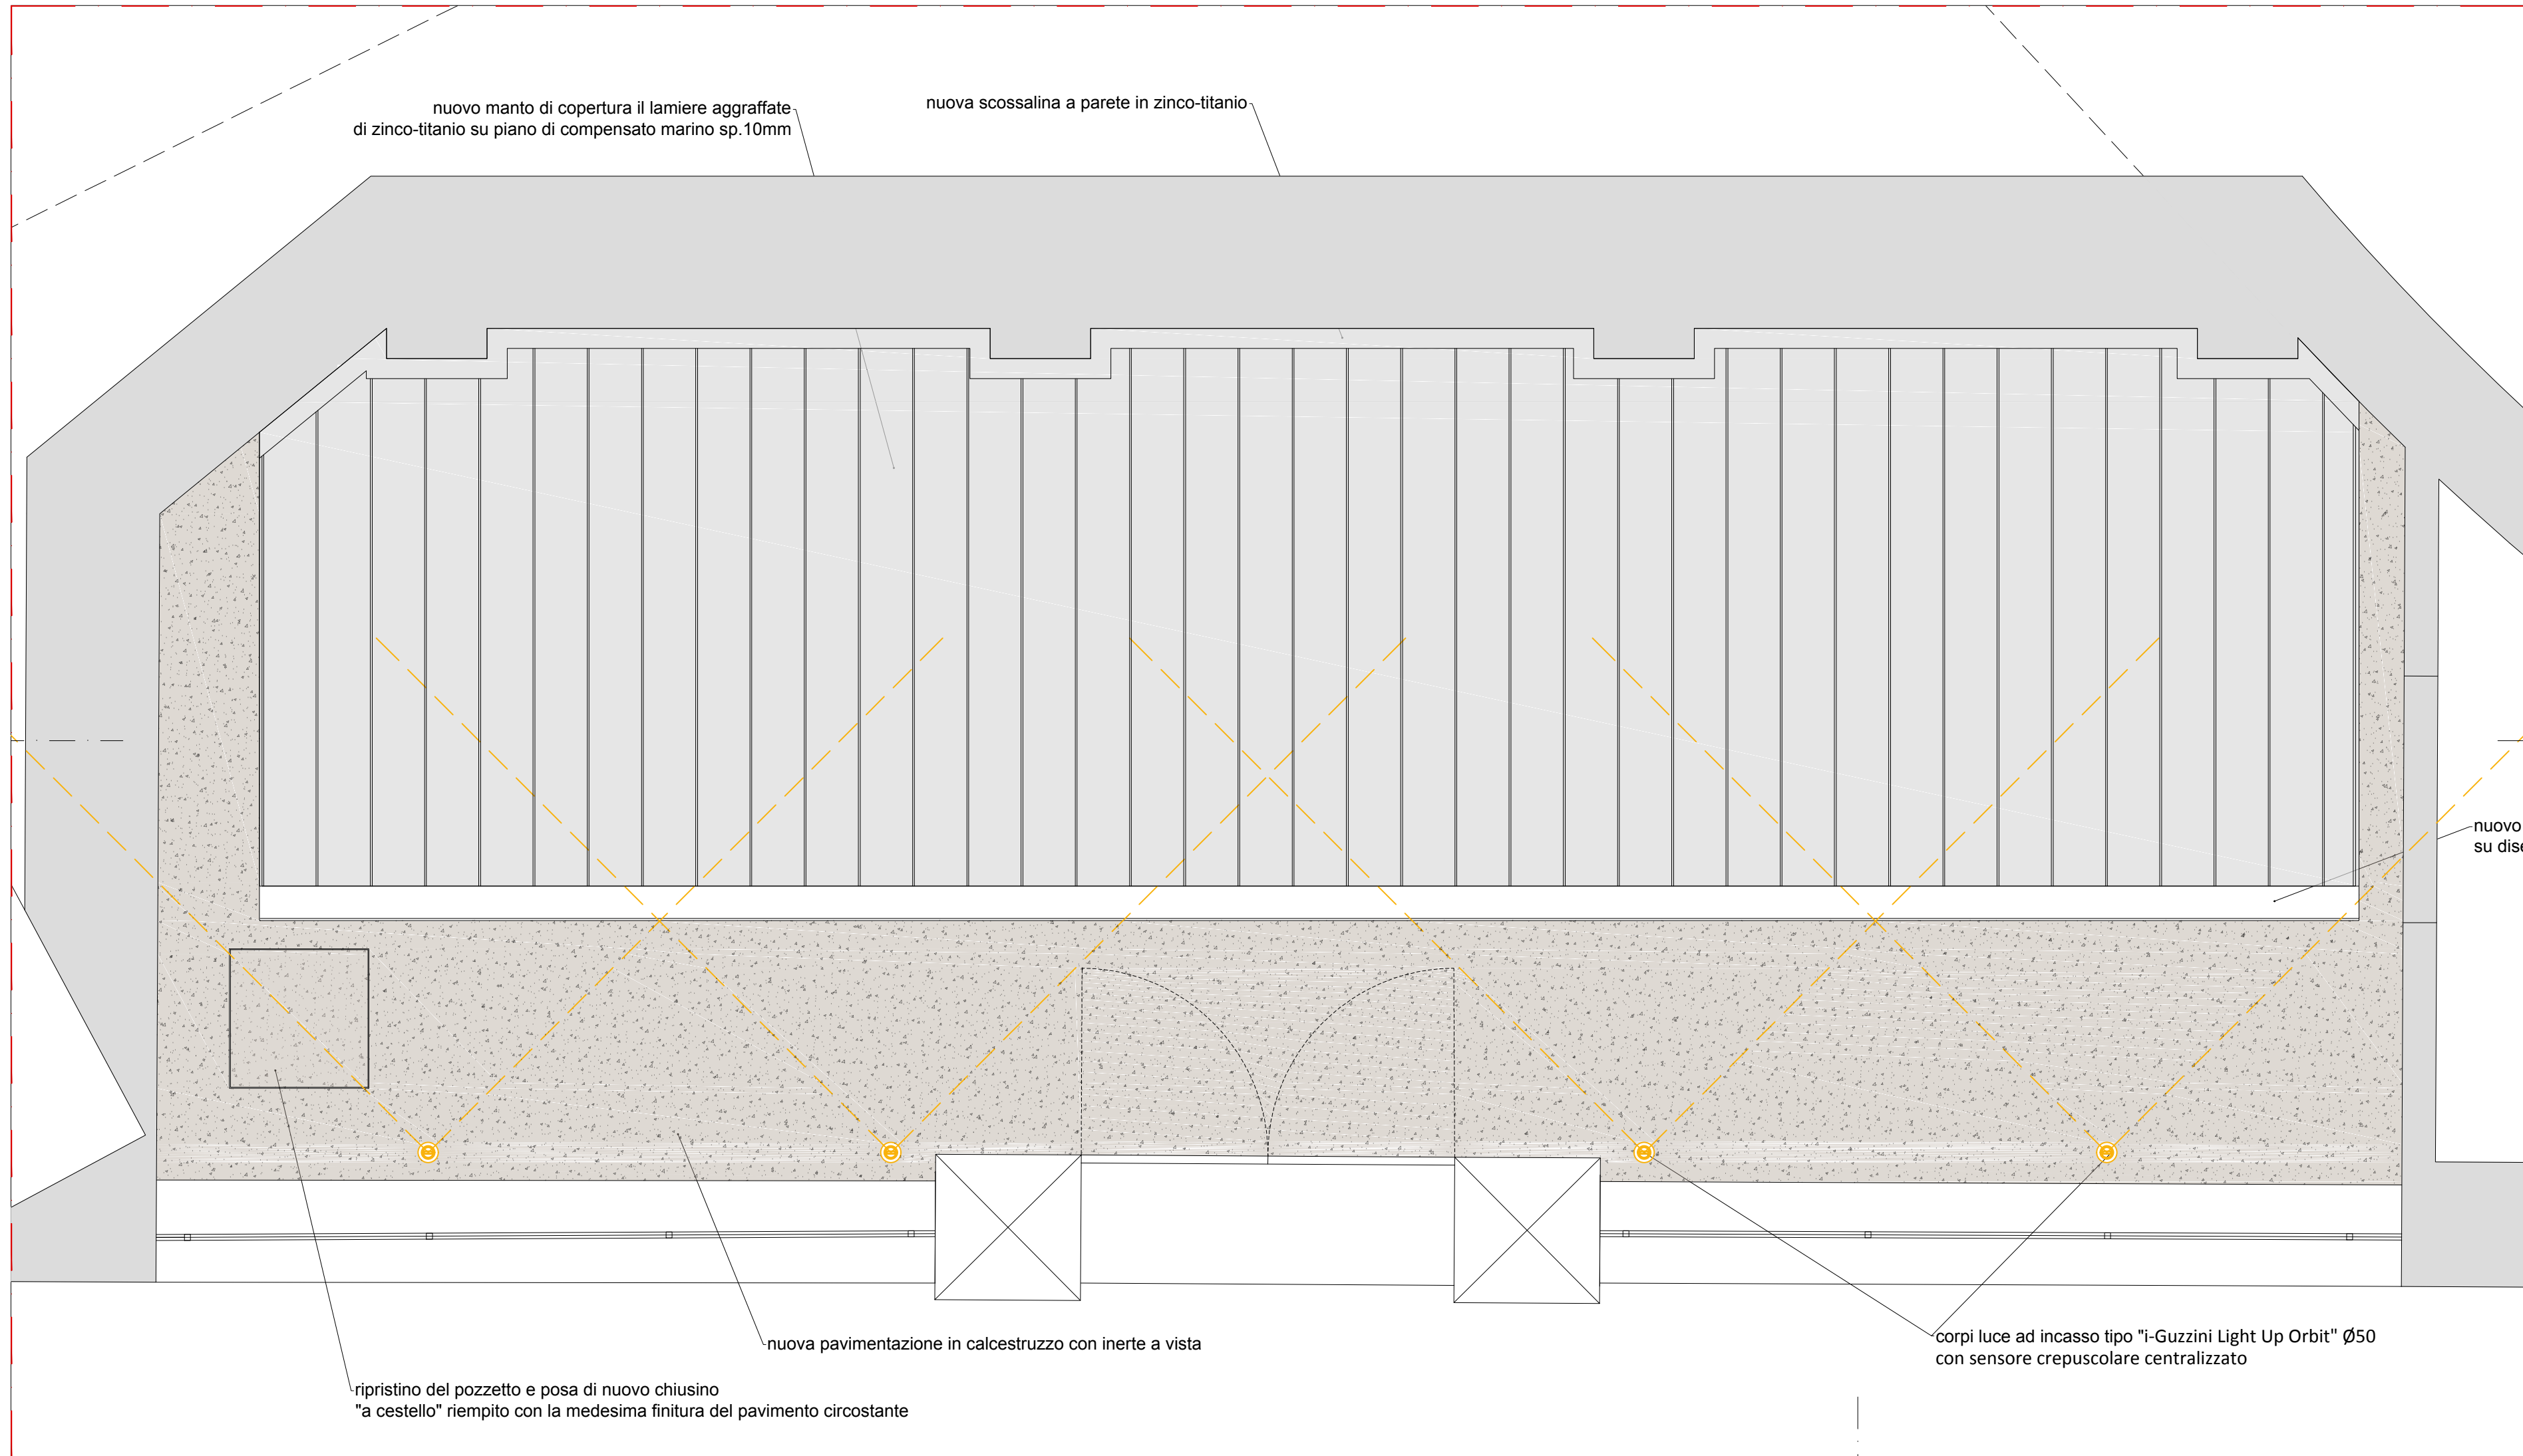 nuovo manto di copertura il lamiere aggraffate
di zinco-titanio su piano di compensato marino sp.10mm
nuova scossalina a parete in zinco-titanio
nuovo
su dise
corpi luce ad incasso tipo "i-Guzzini Light Up Orbit" Ø50
con sensore crepuscolare centralizzato
nuova pavimentazione in calcestruzzo con inerte a vista
ripristino del pozzetto e posa di nuovo chiusino
"a cestello" riempito con la medesima finitura del pavimento circostante